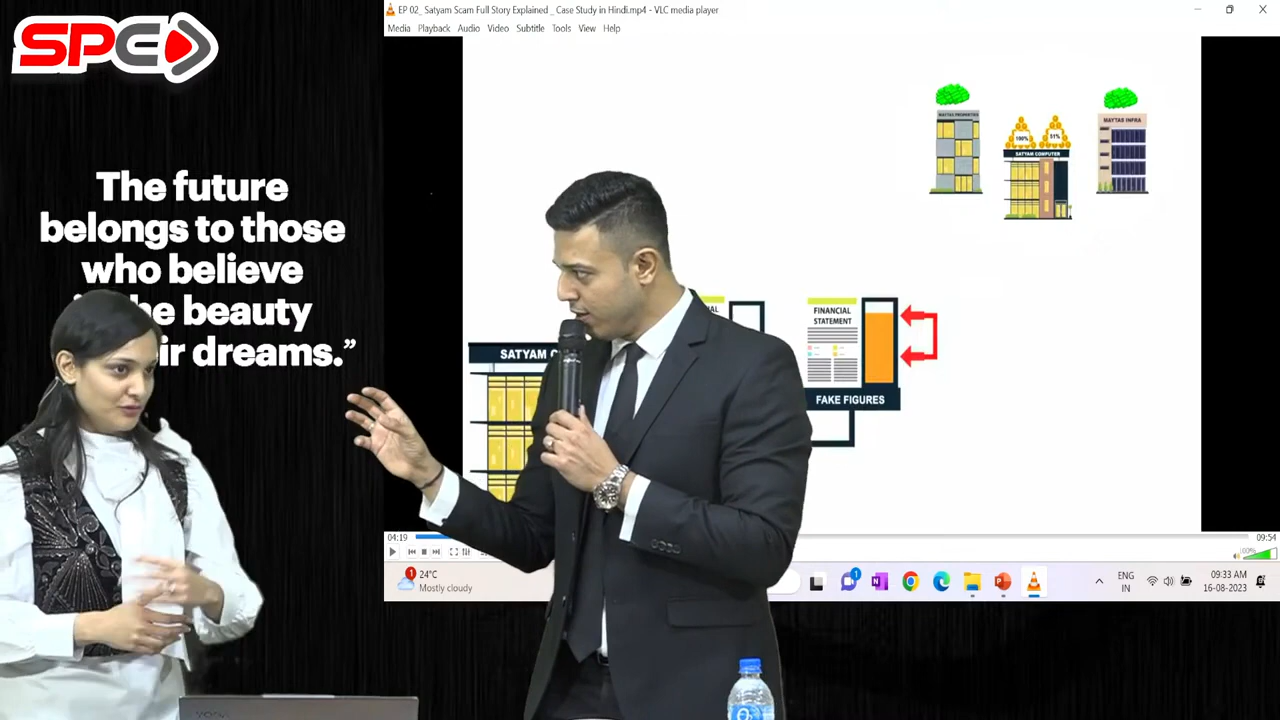 SPE
EP 02_ Satyam Scam Full Story Explained _ Case Study in Hindi.mp4 - VLC media player
Media Playback Audio Video Subtitle Tools View Help
The future
belongs to those
who believe
he beauty
ir dreams.”
MAYTAS PROPERTIES
100%
51%
SATYAM COMPUTER
MAYTAS INFRA
FINANCIAL
STATEMENT
SATYAM C
FAKE FIGURES
04:19
09:54
100%
1
24°C
Mostly cloudy
1
ENG
IN
09:33 AM
16-08-2023